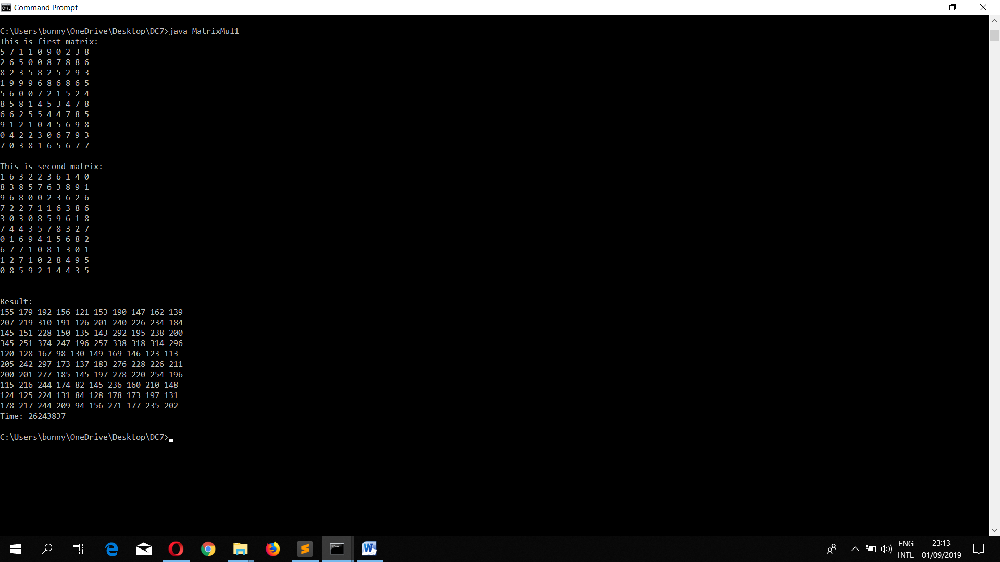 Command Prompt
C:\Users\bunny\OneDrive\Desktop\DC7>java MatrixMul1
This is first matrix:
5 7 1 1 0 9 0 2 3 8
2 6 5 0 0 8 7 8 8 6
8 2 3 5 8 2 5 2 9 3
1 9 9 9 6 8 6 8 6 5
5 6 0 0 7 2 1 5 2 4
8 5 8 1 4 5 3 4 7 8
6 6 2 5 5 4 4 7 8 5
9 1 2 1 0 4 5 6 9 8
0 4 2 2 3 0 6 7 9 3
7 0 3 8 1 6 5 6 7 7
This is second matrix:
1 6 3 2 2 3 6 1 4 0
8 3 8 5 7 6 3 8 9 1
9 6 8 0 0 2 3 6 2 6
7 2 2 7 1 1 6 3 8 6
3 0 3 0 8 5 9 6 1 8
7 4 4 3 5 7 8 3 2 7
0 1 6 9 4 1 5 6 8 2
6 7 7 1 0 8 1 3 0 1
1 2 7 1 0 2 8 4 9 5
0 8 5 9 2 1 4 4 3 5
Result:
155 179 192 156 121 153 190 147 162 139
207 219 310 191 126 201 240 226 234 184
145 151 228 150 135 143 292 195 238 200
345 251 374 247 196 257 338 318 314 296
120 128 167 98 130 149 169 146 123 113
205 242 297 173 137 183 276 228 226 211
200 201 277 185 145 197 278 220 254 196
115 216 244 174 82 145 236 160 210 148
124 125 224 131 84 128 178 173 197 131
178 217 244 209 94 156 271 177 235 202
Time: 26243837
C:\Users\bunny\OneDrive\Desktop\DC7>
ENG
INTL
23:13
01/09/2019